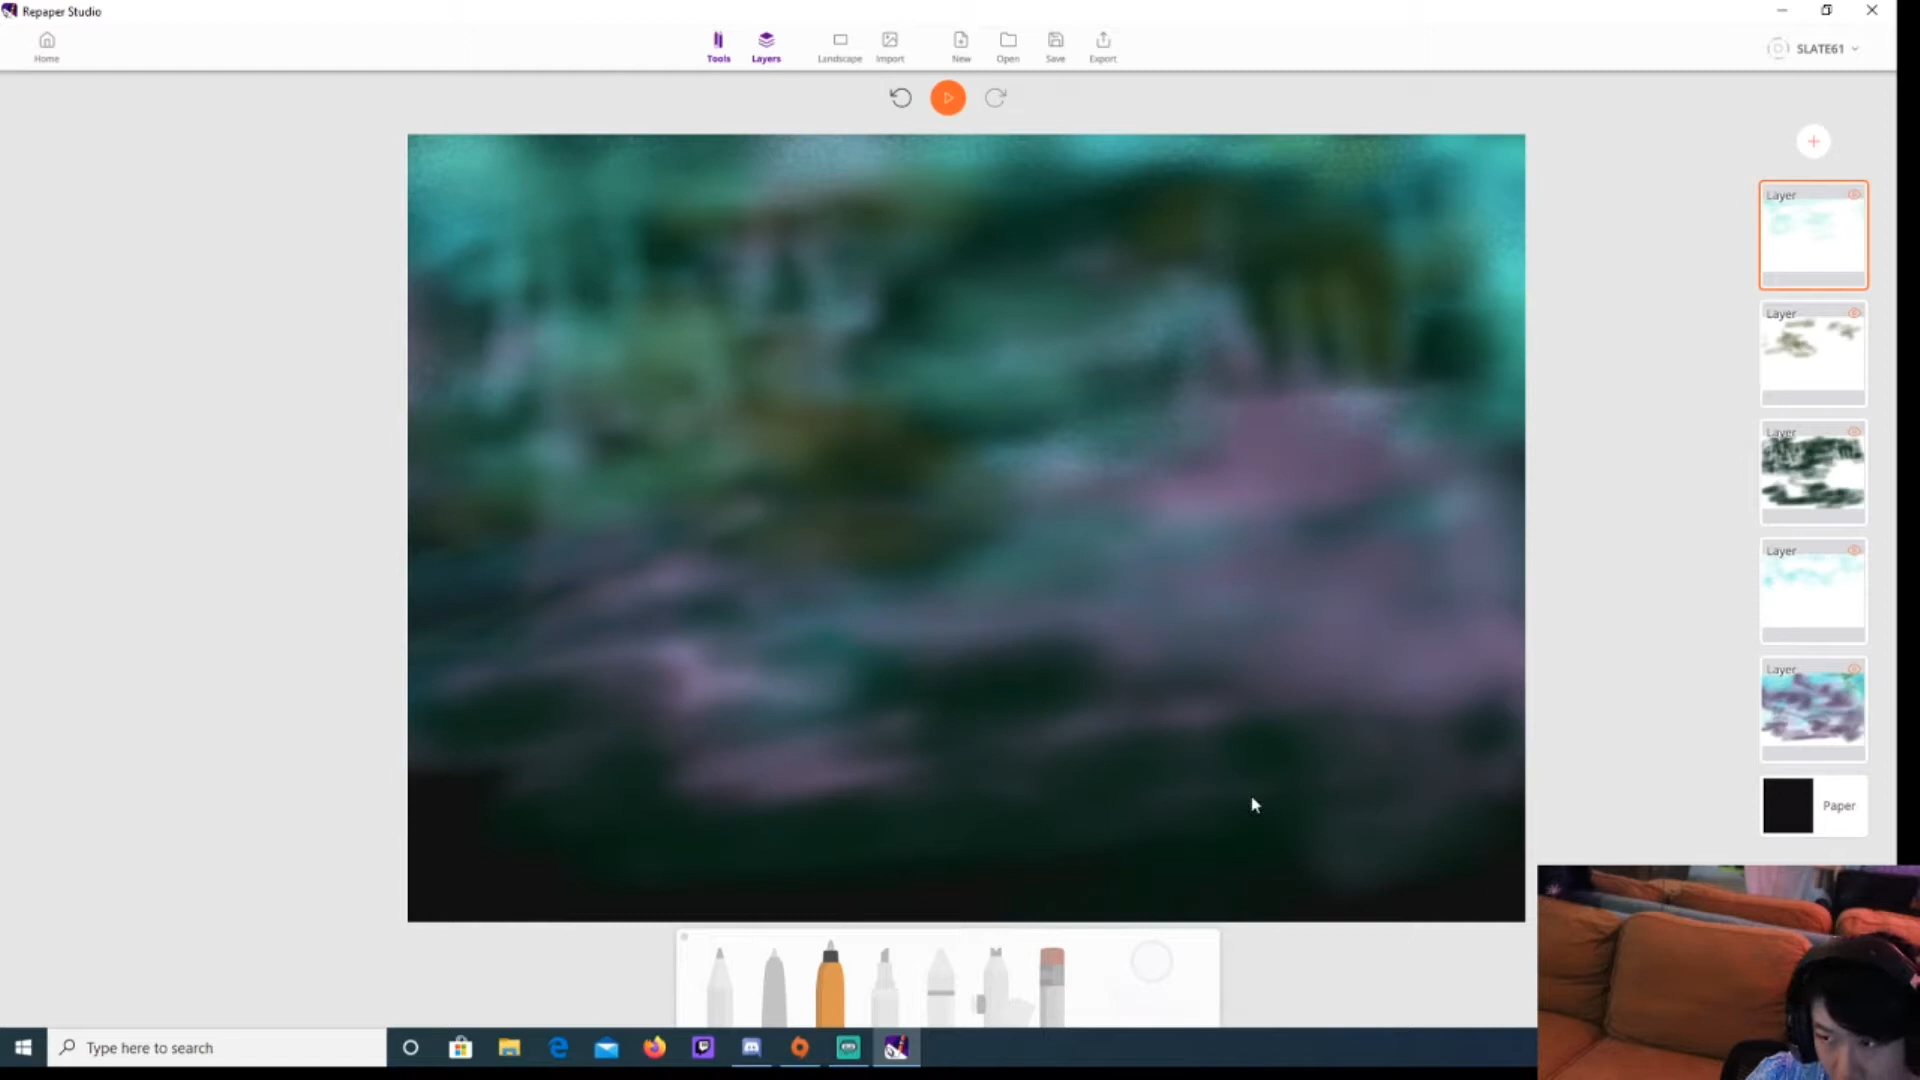 Repaper Studio
Home
Tools
Layers
Landscape
Import
New
Open
Save
Export
SLATE61
Layer
Layer
Layer
Layer
Layer
Paper
Type here to search